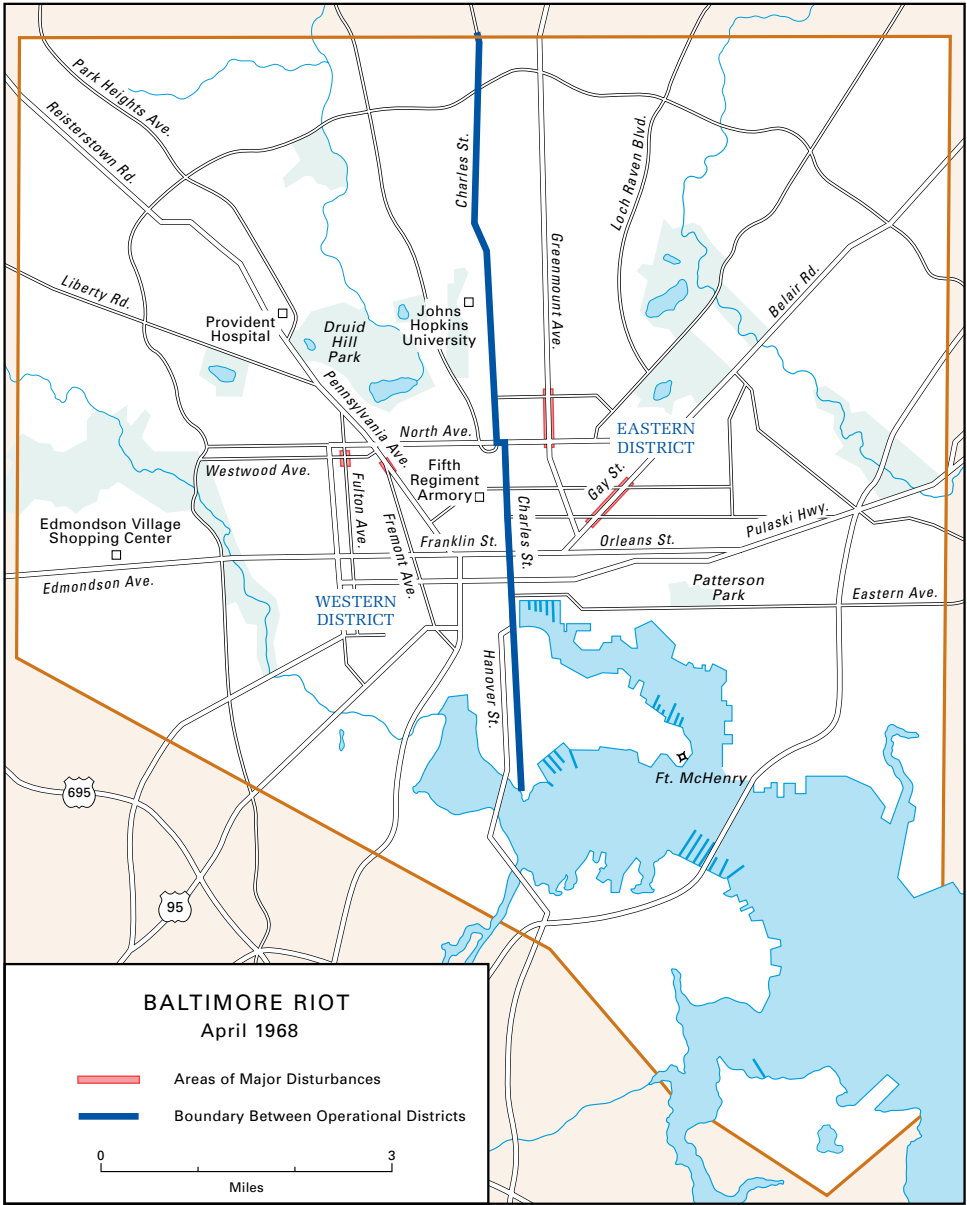 Park Heights Ave.
Reisterstown Rd.
Charles St.
Loch Raven Blvd.
Greenmount Ave.
Belair Rd.
Liberty Rd.
Provident
Hospital
Druid
Hill
Park
Johns
Hopkins
University
Pennsylvania Ave.
North Ave.
EASTERN
DISTRICT
Westwood Ave.
Fulton Ave.
Fifth
Regiment
Armory
Gay St.
Edmondson Village
Shopping Center
Fremont Ave.
Franklin St.
Charles St.
Orleans St.
Pulaski Hwy.
Edmondson Ave.
Patterson
Park
Eastern Ave.
WESTERN
DISTRICT
Hanover St.
Ft. McHenry
695
95
BALTIMORE RIOT
April 1968
Areas of Major Disturbances
Boundary Between Operational Districts
0
3
Miles